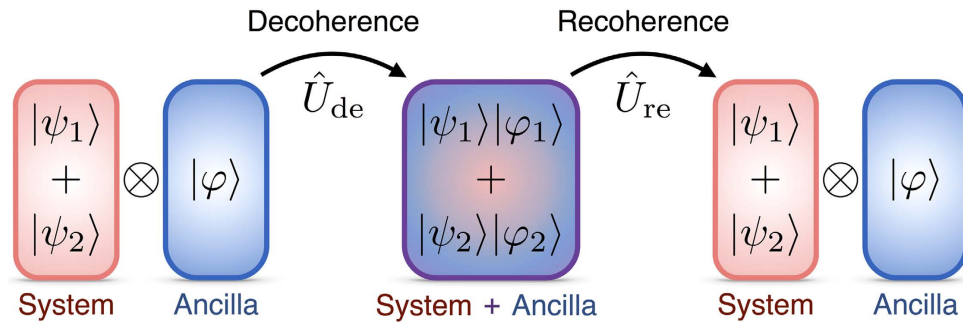 Decoherence
Recoherence
Û_de
Û_re
|ψ₁⟩
+
|ψ₂⟩
⊗
|φ⟩
|ψ₁⟩|φ₁⟩
+
|ψ₂⟩|φ₂⟩
|ψ₁⟩
+
|ψ₂⟩
⊗
|φ⟩
System
Ancilla
System + Ancilla
System
Ancilla